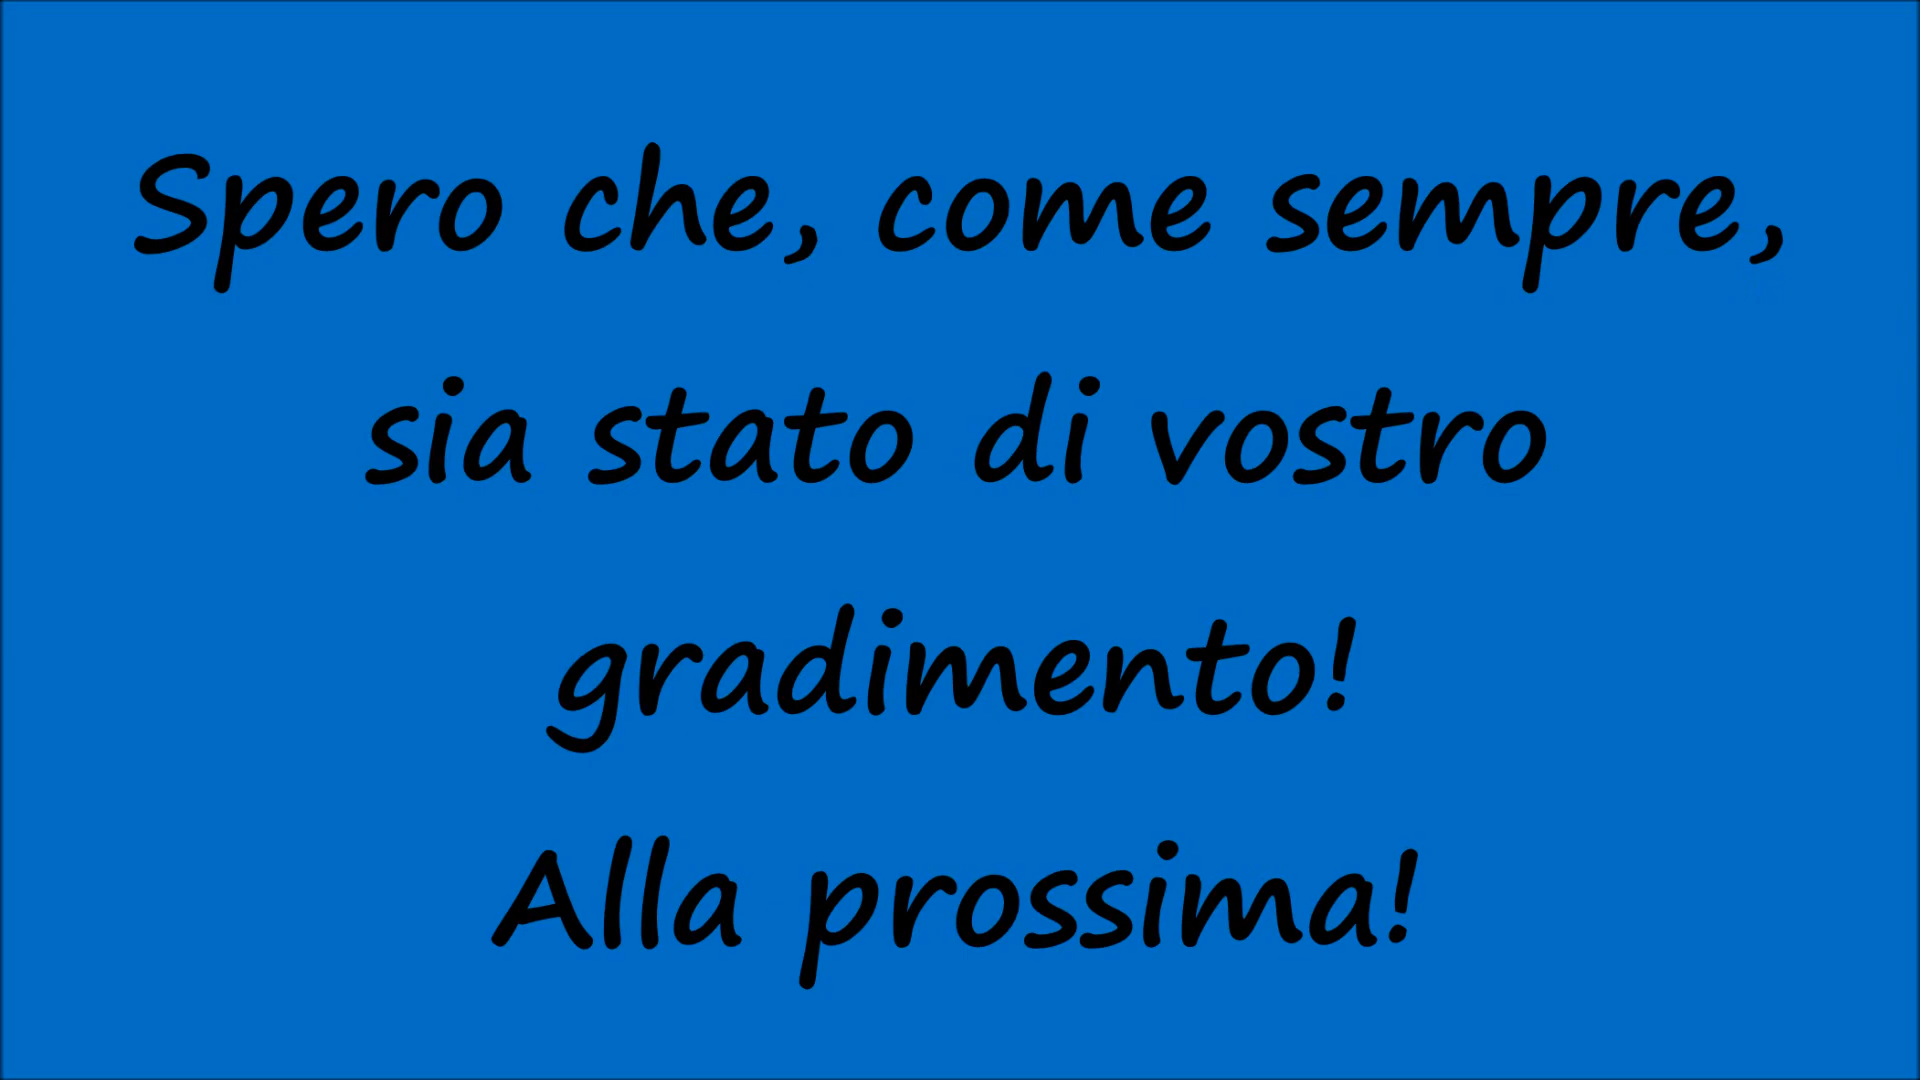 Spero che, come sempre,
sia stato di vostro
gradimento!
Alla prossima!